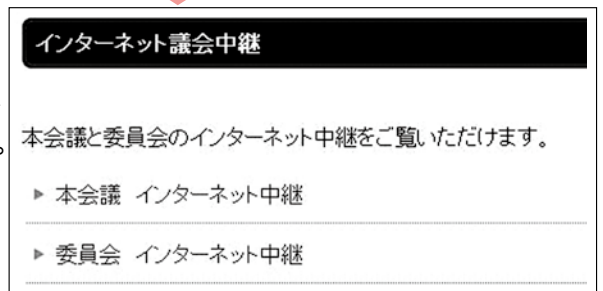 インターネット議会中継
本会議と委員会のインターネット中継をご覧いただけます。
本会議 インターネット中継
委員会 インターネット中継